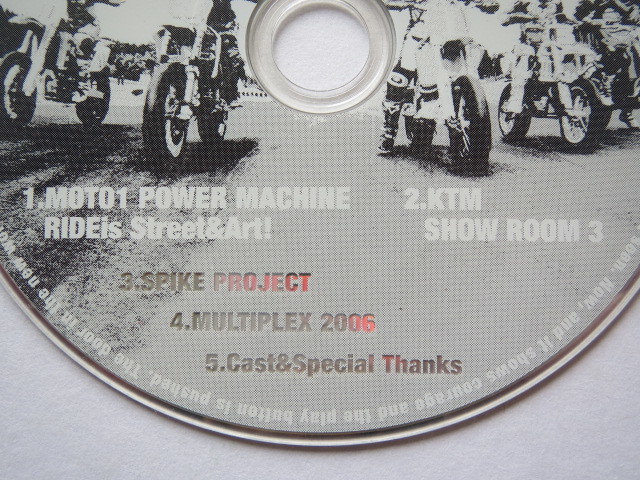 1.MOTO1 POWER MACHINE
RIDEis Street&Art!
2.KTM
SHOW ROOM 3
3.SPIKE PROJECT
4.MULTIPLEX 2006
5.Cast&Special Thanks
Now, and it shows courage and the play button is pushed. The door in the new